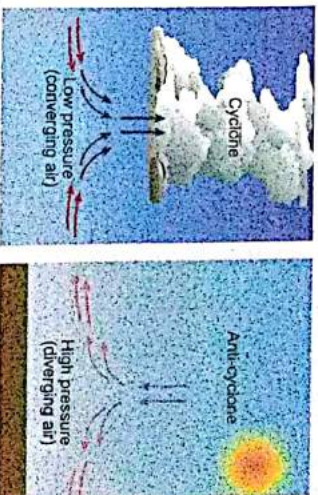 Cyclone
Low pressure
(converging air)
Anti-cyclone
High pressure
(diverging air)